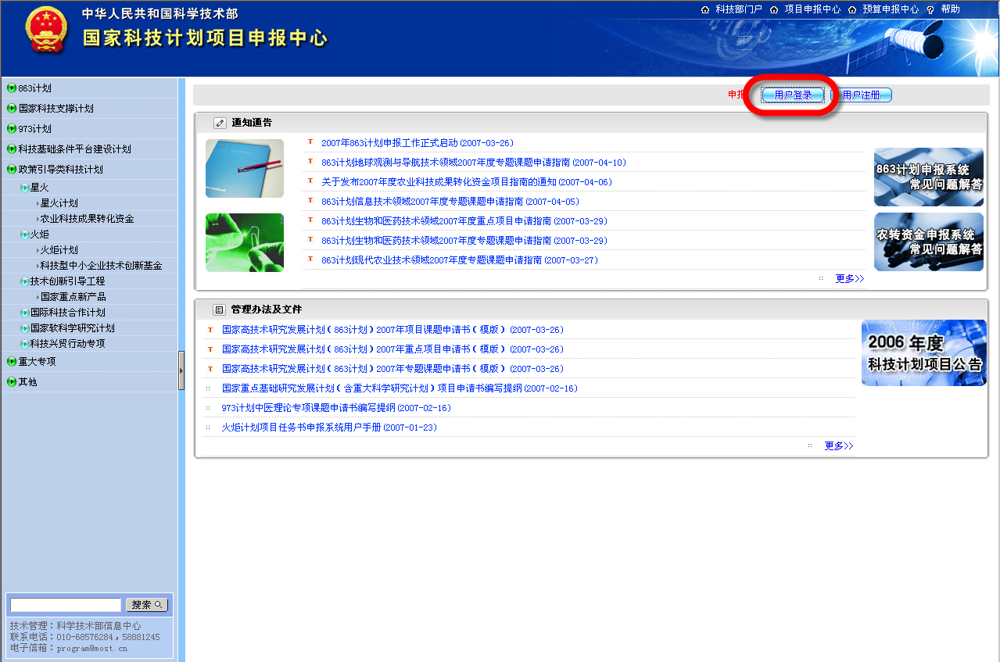 中华人民共和国科学技术部
国家科技计划项目申报中心
科技部门户 项目申报中心 预算申报中心 帮助
863计划
国家科技支撑计划
973计划
科技基础条件平台建设计划
政策引导类科技计划
星火
星火计划
农业科技成果转化资金
火炬
火炬计划
科技型中小企业技术创新基金
技术创新引导工程
国家重点新产品
国际科技合作计划
国家软科学研究计划
科技兴贸行动专项
重大专项
其他
搜索
技术管理：科学技术部信息中心
联系电话：010-68576284，58881245
电子信箱：program@most.cn
申报 用户登录 用户注册
通知通告
T 2007年863计划申报工作正式启动(2007-03-26)
T 863计划地球观测与导航技术领域2007年度专题课题申请指南(2007-04-10)
T 关于发布2007年度农业科技成果转化资金项目指南的通知(2007-04-06)
T 863计划信息技术领域2007年度专题课题申请指南(2007-04-05)
T 863计划生物和医药技术领域2007年度重点项目申请指南(2007-03-29)
T 863计划生物和医药技术领域2007年度专题课题申请指南(2007-03-29)
T 863计划现代农业技术领域2007年度专题课题申请指南(2007-03-27)
:: 更多>>
863计划申报系统
常见问题解答
农转资金申报系统
常见问题解答
管理办法及文件
T 国家高技术研究发展计划（863计划）2007年项目课题申请书（模版）(2007-03-26)
T 国家高技术研究发展计划（863计划）2007年重点项目申请书（模版）(2007-03-26)
T 国家高技术研究发展计划（863计划）2007年专题课题申请书（模版）(2007-03-26)
:: 国家重点基础研究发展计划（含重大科学研究计划）项目申请书编写提纲(2007-02-16)
:: 973计划中医理论专项课题申请书编写提纲(2007-02-16)
:: 火炬计划项目任务书申报系统用户手册(2007-01-23)
:: 更多>>
2006 年度
科技计划项目公告